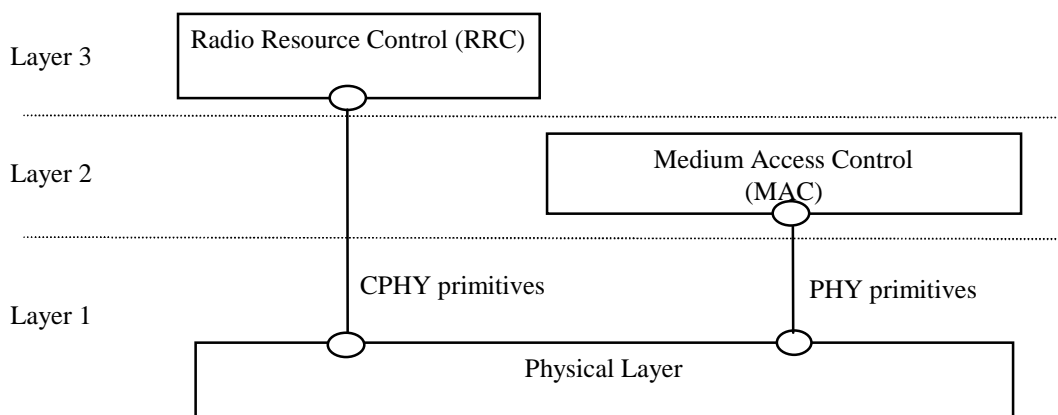 Radio Resource Control (RRC)
Layer 3
Medium Access Control
(MAC)
Layer 2
CPHY primitives
PHY primitives
Layer 1
Physical Layer